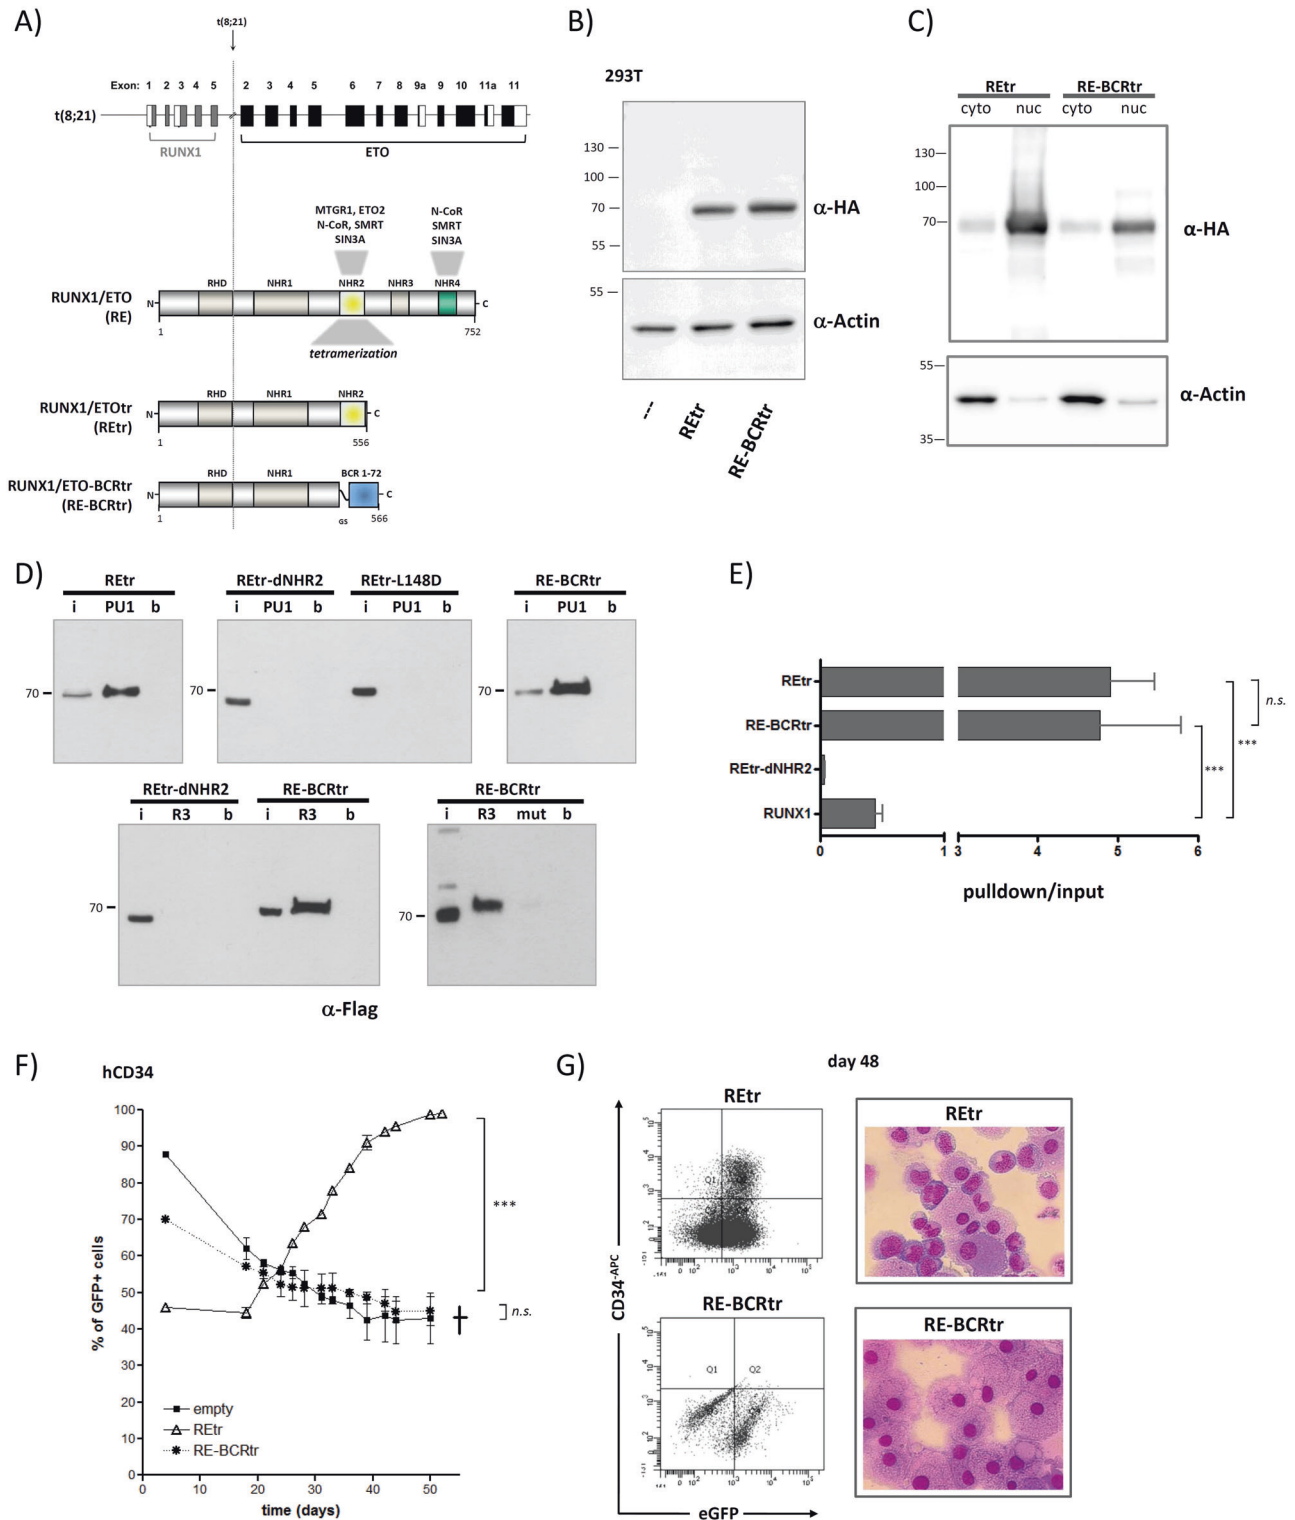 A)
t(8;21)
Exon: 1 2 3 4 5 2 3 4 5 6 7 8 9a 9 10 11a 11
t(8;21)
RUNX1
ETO
MTGR1, ETO2
N-CoR, SMRT
SIN3A
N-CoR
SMRT
SIN3A
RHD NHR1 NHR2 NHR3 NHR4
RUNX1/ETO
(RE)
N C
1 752
tetramerization
RHD NHR1 NHR2
RUNX1/ETOtr
(REtr)
N C
1 556
RHD NHR1 BCR 1-72
RUNX1/ETO-BCRtr
(RE-BCRtr)
N C
1 GS 566
B)
293T
130
100
70
55
α-HA
55
α-Actin
---
REtr
RE-BCRtr
C)
REtr RE-BCRtr
cyto nuc cyto nuc
130
100
70
α-HA
55
35
α-Actin
D)
REtr REtr-dNHR2 REtr-L148D RE-BCRtr
i PU1 b i PU1 b i PU1 b i PU1 b
70 70 70
REtr-dNHR2 RE-BCRtr RE-BCRtr
i R3 b i R3 b i R3 mut b
70 70
α-Flag
E)
REtr
RE-BCRtr
REtr-dNHR2
RUNX1
n.s.
***
***
0 1 3 4 5 6
pulldown/input
F)
hCD34
100
90
80
70
60
50
40
30
20
10
0
% of GFP+ cells
***
n.s.
empty
REtr
RE-BCRtr
0 10 20 30 40 50
time (days)
G)
day 48
REtr
REtr
Q1
RE-BCRtr
RE-BCRtr
Q1 Q2
CD34-APC
eGFP